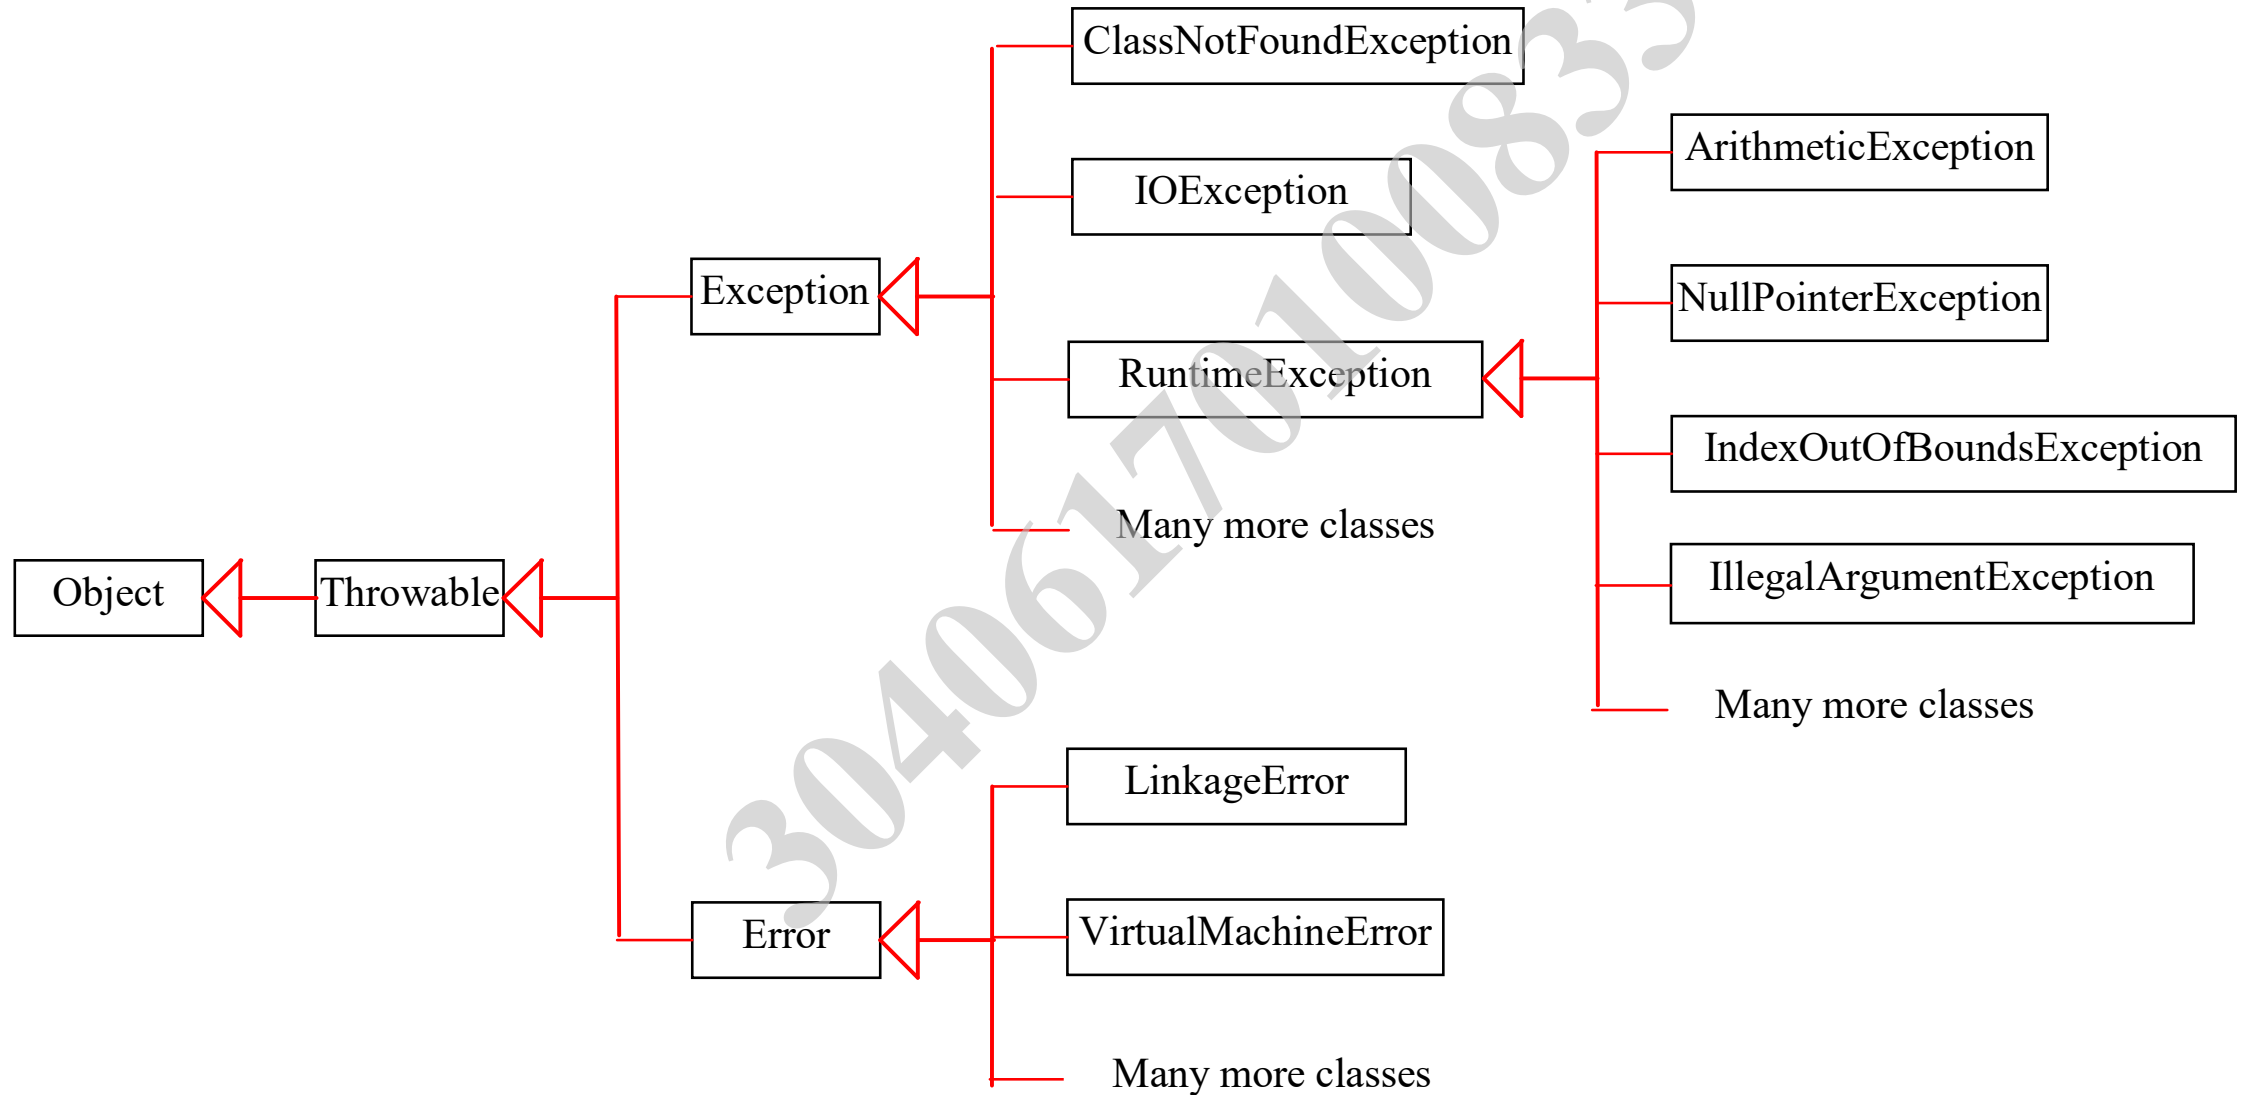 ClassNotFoundException
ArithmeticException
IOException
Exception
NullPointerException
RuntimeException
IndexOutOfBoundsException
Many more classes
Object
Throwable
IllegalArgumentException
Many more classes
LinkageError
Error
VirtualMachineError
Many more classes